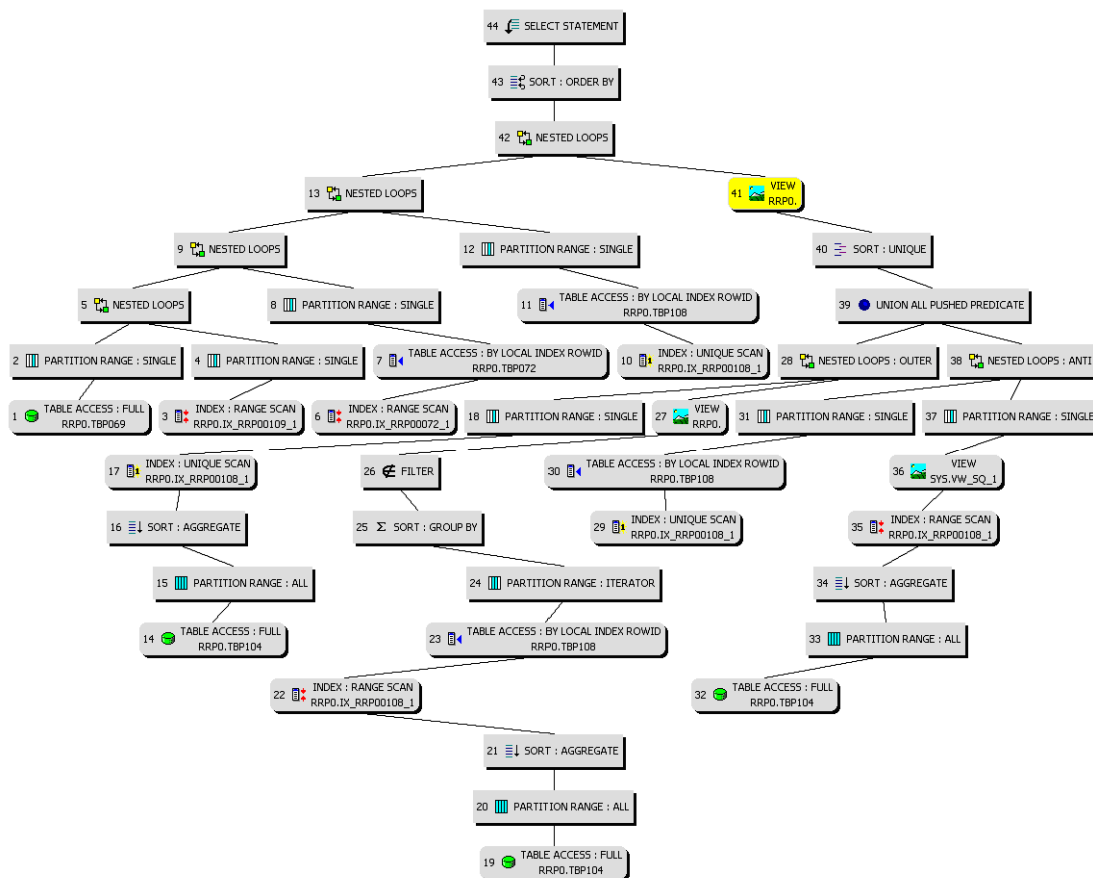 44 SELECT STATEMENT
43 SORT : ORDER BY
42 NESTED LOOPS
13 NESTED LOOPS
41 VIEW
RRP0.
9 NESTED LOOPS
12 PARTITION RANGE : SINGLE
40 SORT : UNIQUE
5 NESTED LOOPS
8 PARTITION RANGE : SINGLE
11 TABLE ACCESS : BY LOCAL INDEX ROWID
RRP0.TBP108
39 UNION ALL PUSHED PREDICATE
2 PARTITION RANGE : SINGLE
4 PARTITION RANGE : SINGLE
7 TABLE ACCESS : BY LOCAL INDEX ROWID
RRP0.TBP072
10 INDEX : UNIQUE SCAN
RRP0.IX_RRP00108_1
28 NESTED LOOPS : OUTER
38 NESTED LOOPS : ANTI
1 TABLE ACCESS : FULL
RRP0.TBP069
3 INDEX : RANGE SCAN
RRP0.IX_RRP00109_1
6 INDEX : RANGE SCAN
RRP0.IX_RRP00072_1
18 PARTITION RANGE : SINGLE
27 VIEW
RRP0.
31 PARTITION RANGE : SINGLE
37 PARTITION RANGE : SINGLE
17 INDEX : UNIQUE SCAN
RRP0.IX_RRP00108_1
26 FILTER
30 TABLE ACCESS : BY LOCAL INDEX ROWID
RRP0.TBP108
36 VIEW
SYS.VW_SQ_1
16 SORT : AGGREGATE
25 SORT : GROUP BY
29 INDEX : UNIQUE SCAN
RRP0.IX_RRP00108_1
35 INDEX : RANGE SCAN
RRP0.IX_RRP00108_1
15 PARTITION RANGE : ALL
24 PARTITION RANGE : ITERATOR
34 SORT : AGGREGATE
14 TABLE ACCESS : FULL
RRP0.TBP104
23 TABLE ACCESS : BY LOCAL INDEX ROWID
RRP0.TBP108
33 PARTITION RANGE : ALL
22 INDEX : RANGE SCAN
RRP0.IX_RRP00108_1
32 TABLE ACCESS : FULL
RRP0.TBP104
21 SORT : AGGREGATE
20 PARTITION RANGE : ALL
19 TABLE ACCESS : FULL
RRP0.TBP104